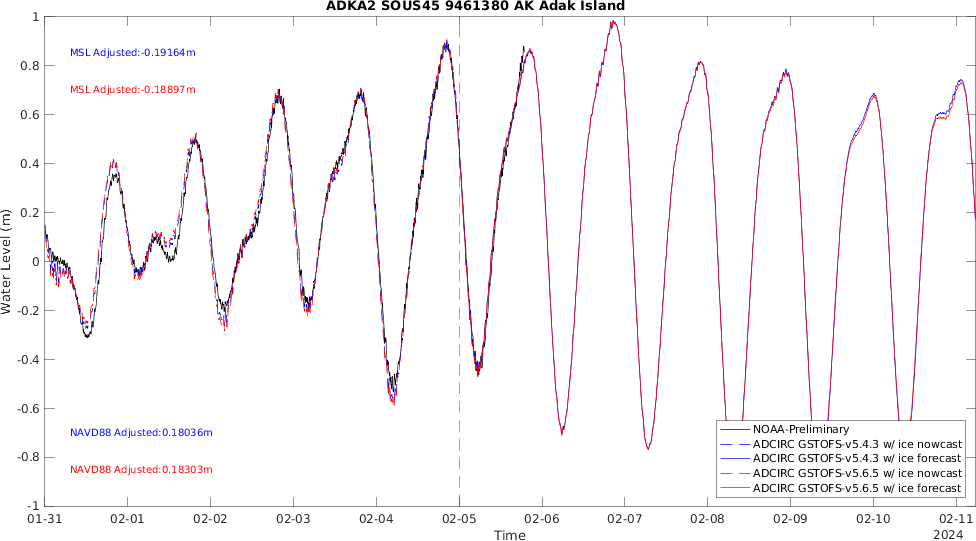 ADKA2 SOUS45 9461380 AK Adak Island
1
0.8
0.6
0.4
0.2
0
-0.2
-0.4
-0.6
-0.8
-1
Water Level (m)
MSL Adjusted:-0.19164m
MSL Adjusted:-0.18897m
NAVD88 Adjusted:0.18036m
NAVD88 Adjusted:0.18303m
NOAA-Preliminary
ADCIRC GSTOFS-v5.4.3 w/ ice nowcast
ADCIRC GSTOFS-v5.4.3 w/ ice forecast
ADCIRC GSTOFS-v5.6.5 w/ ice nowcast
ADCIRC GSTOFS-v5.6.5 w/ ice forecast
01-31 02-01 02-02 02-03 02-04 02-05 02-06 02-07 02-08 02-09 02-10 02-11
Time 2024